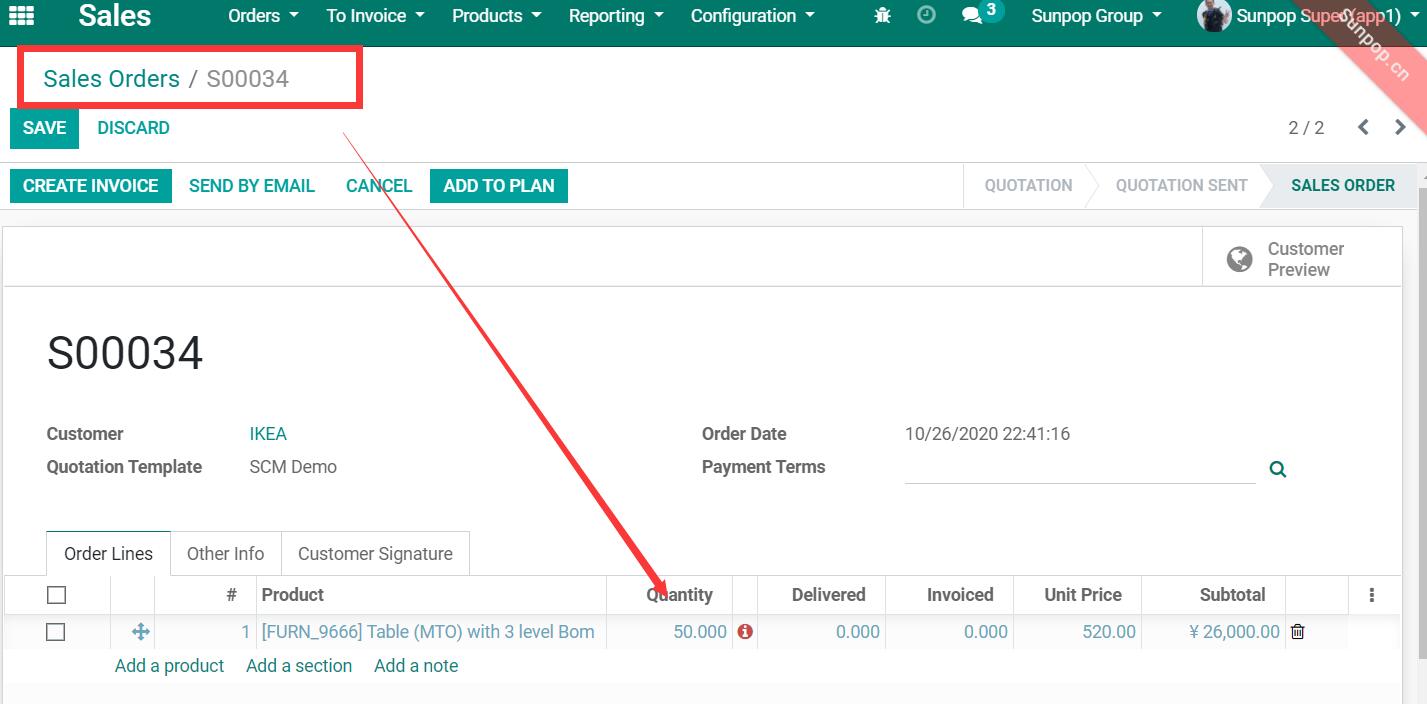 Sales Orders To Invoice Products Reporting Configuration 3 Sunpop Group Sunpop Super (app1)
Sunpop.cn
Sales Orders / S00034
SAVE DISCARD 2 / 2
CREATE INVOICE SEND BY EMAIL CANCEL ADD TO PLAN QUOTATION QUOTATION SENT SALES ORDER
Customer
Preview
S00034
Customer IKEA Order Date 10/26/2020 22:41:16
Quotation Template SCM Demo Payment Terms
Order Lines Other Info Customer Signature
# Product Quantity Delivered Invoiced Unit Price Subtotal
1 [FURN_9666] Table (MTO) with 3 level Bom 50.000 0.000 0.000 520.00 ¥ 26,000.00
Add a product Add a section Add a note